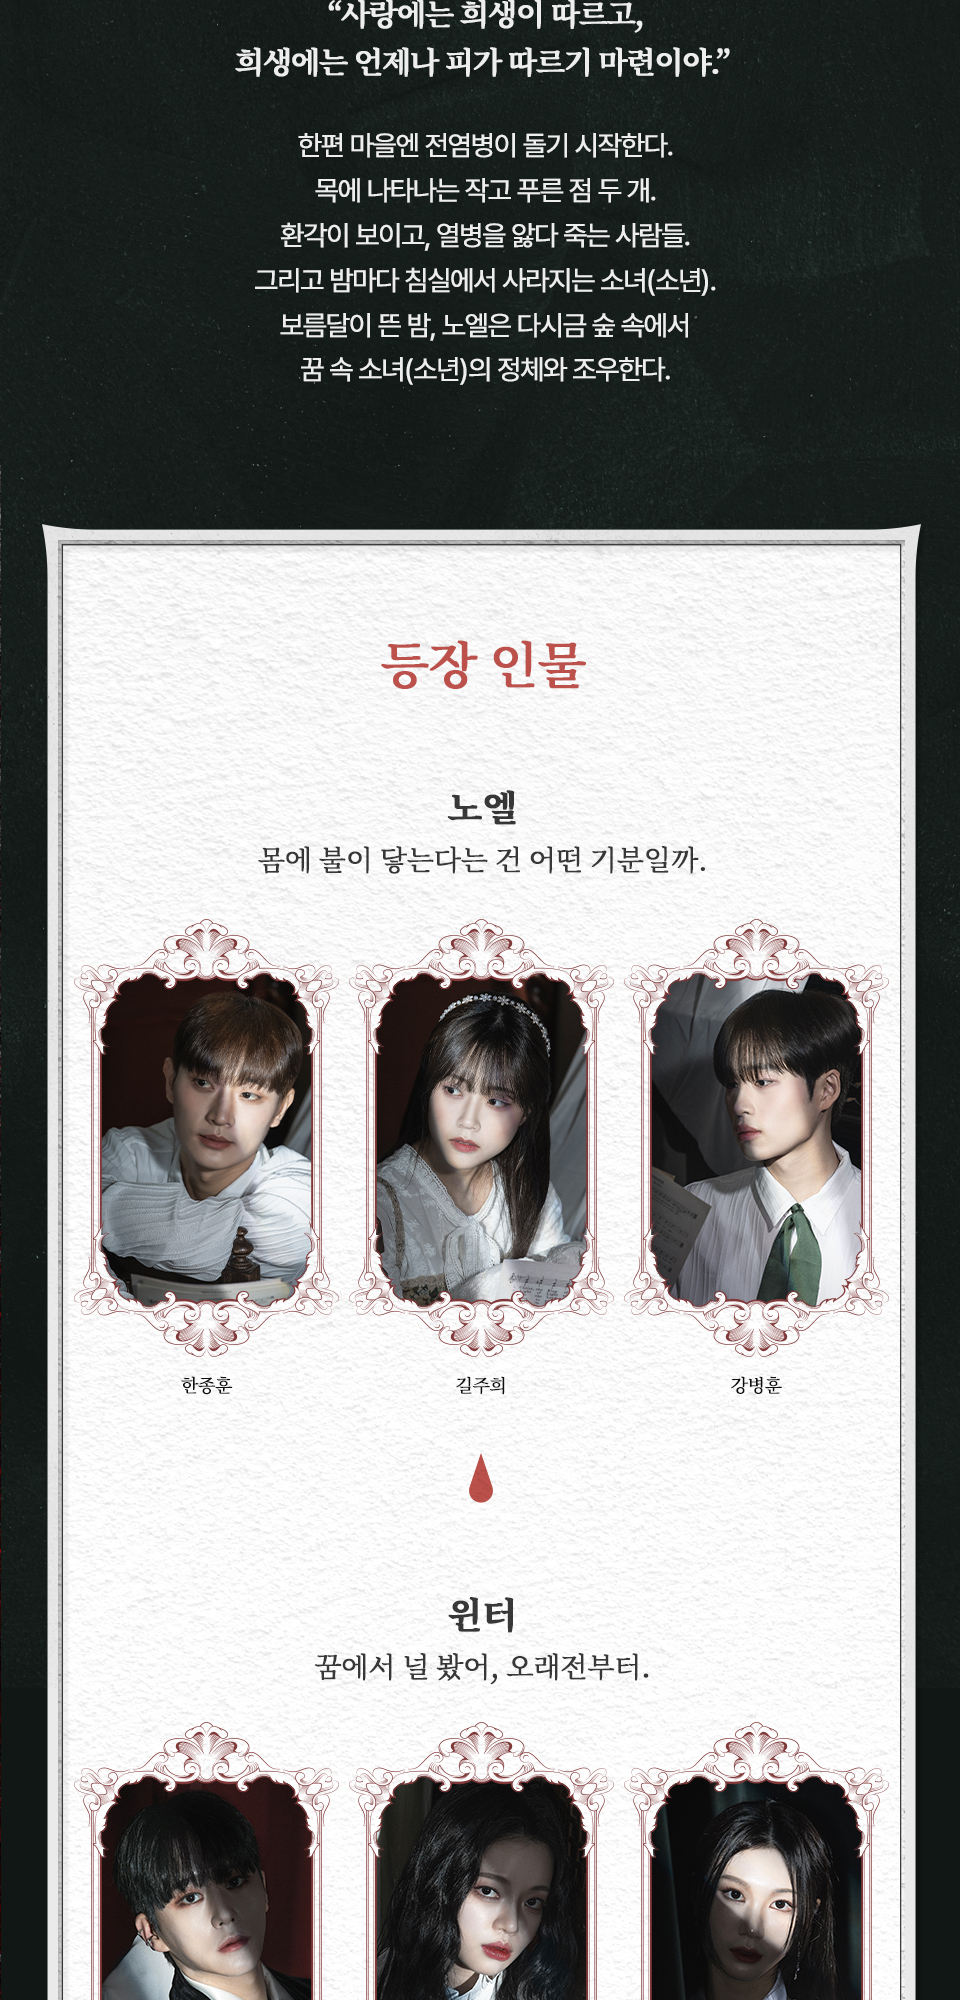 “사랑에는 희생이 따르고,
희생에는 언제나 피가 따르기 마련이야.”
한편 마을엔 전염병이 돌기 시작한다.
목에 나타나는 작고 푸른 점 두 개.
환각이 보이고, 열병을 앓다 죽는 사람들.
그리고 밤마다 침실에서 사라지는 소녀(소년).
보름달이 뜬 밤, 노엘은 다시금 숲 속에서
꿈 속 소녀(소년)의 정체와 조우한다.
등장 인물
노엘
몸에 불이 닿는다는 건 어떤 기분일까.
한종훈
길주희
강병훈
윈터
꿈에서 널 봤어, 오래전부터.